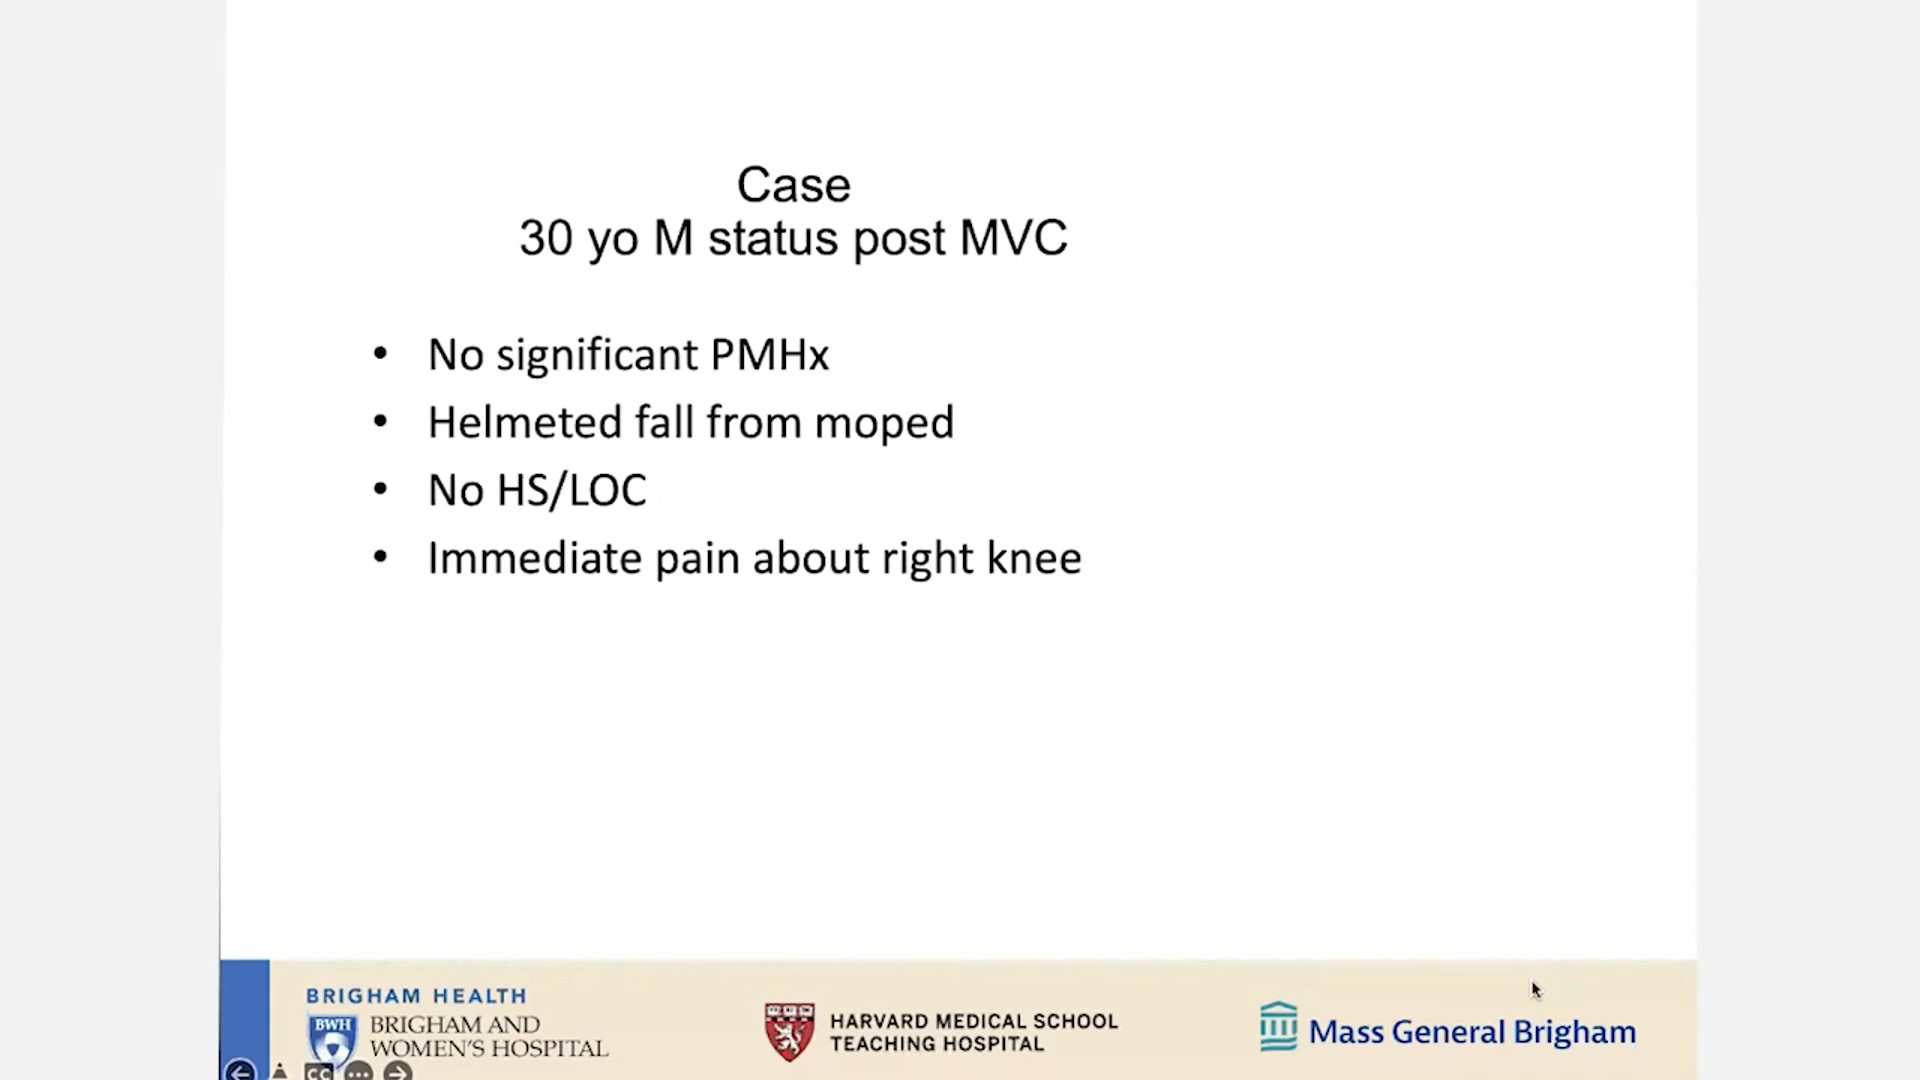 Case
30 yo M status post MVC
• No significant PMHx
• Helmeted fall from moped
• No HS/LOC
• Immediate pain about right knee
BRIGHAM HEALTH
BWH
BRIGHAM AND
WOMEN'S HOSPITAL
HARVARD MEDICAL SCHOOL
TEACHING HOSPITAL
Mass General Brigham
CC